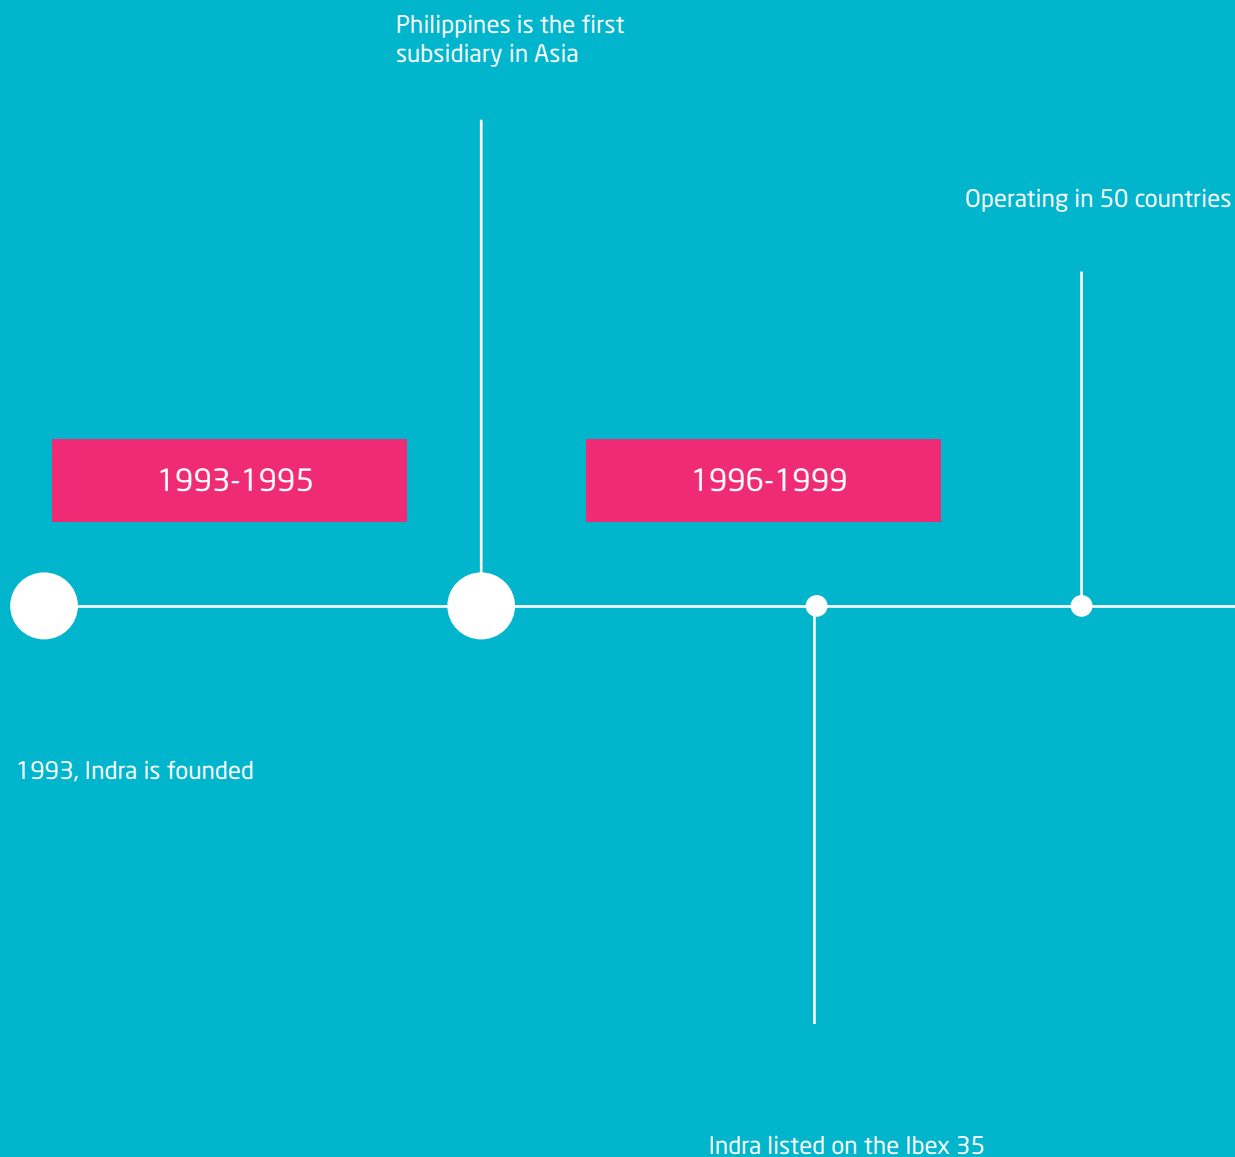 Philippines is the first
subsidiary in Asia
Operating in 50 countries
1993-1995
1996-1999
1993, Indra is founded
Indra listed on the Ibex 35